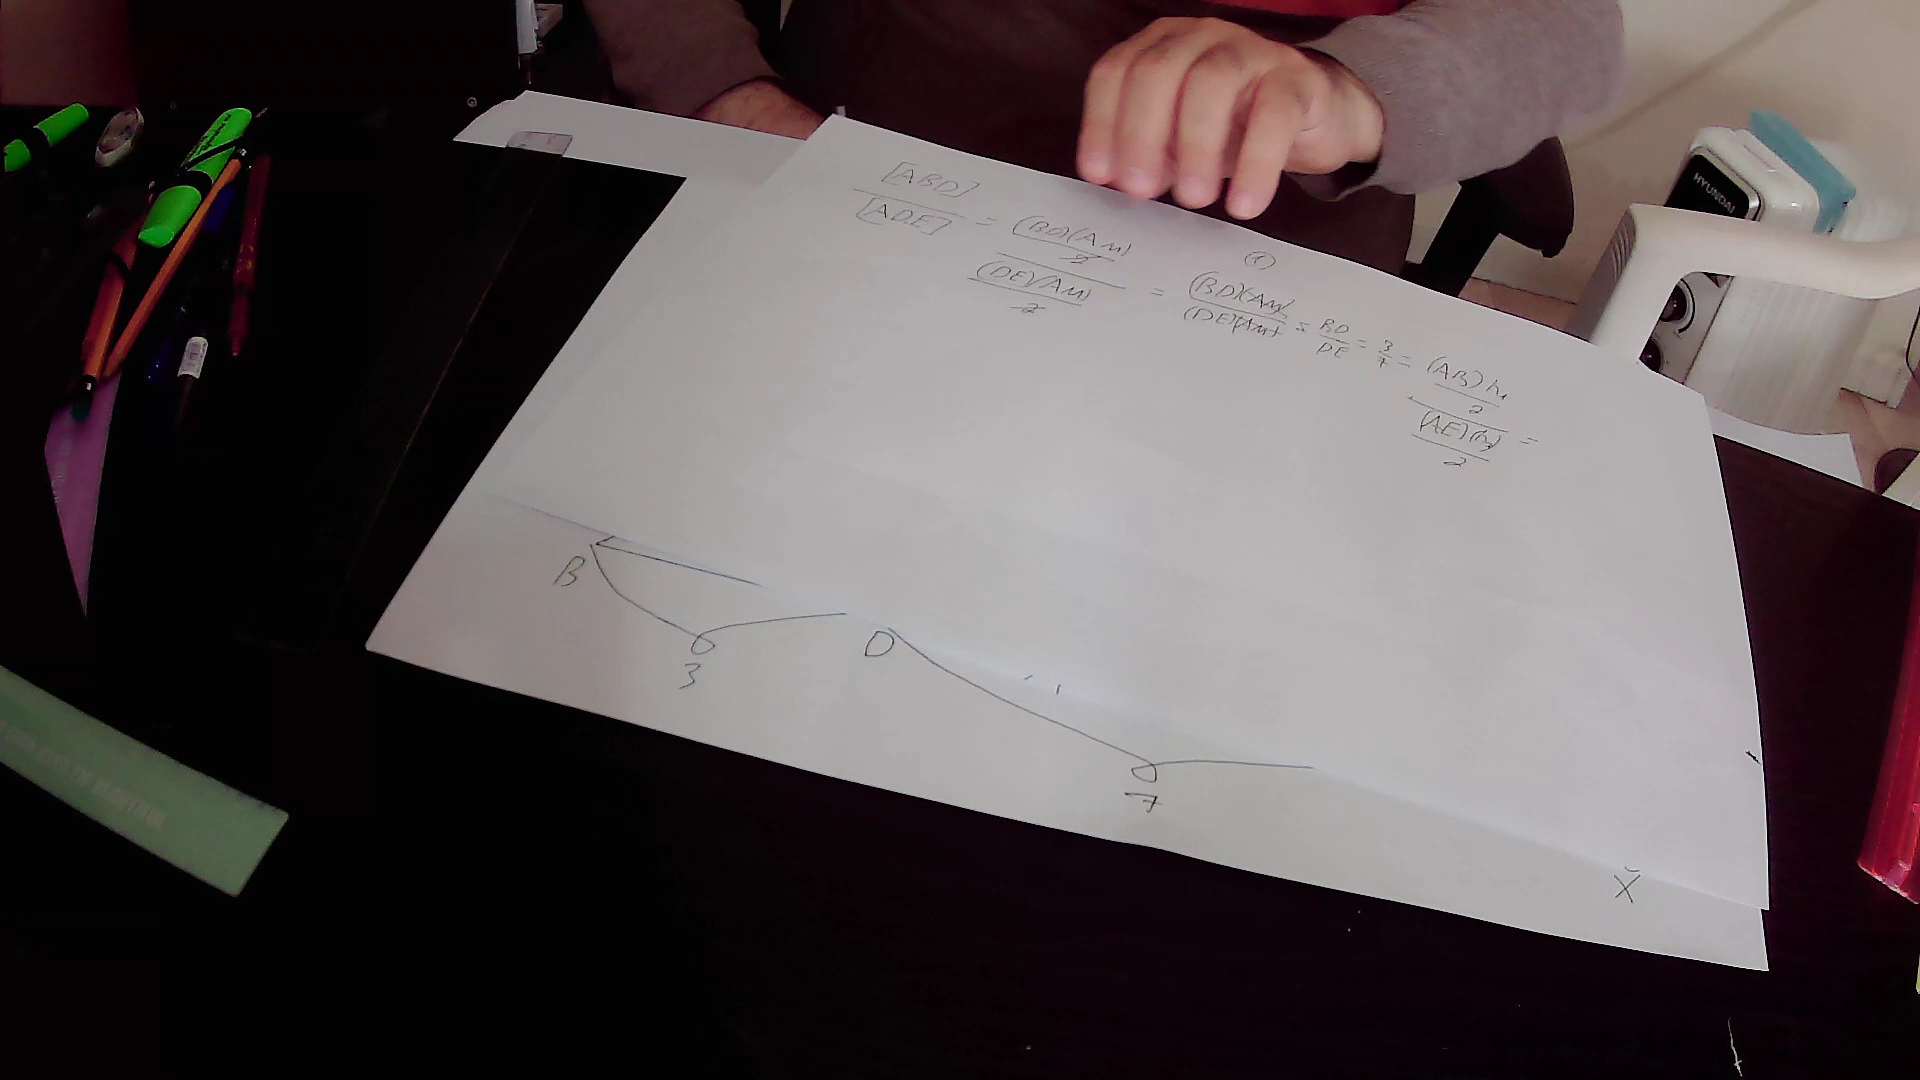 [ABD] / [ADE] = ((BD)(AM) / 2) / ((DE)(AM) / 2) = (BD)(AM) / (DE)(AM) = BD / DE = 3 / 7 = ((AB)h₁ / 2) / ((AE)(h₂) / 2) =
(1)
B
D
3
7
X
HYUNDAI